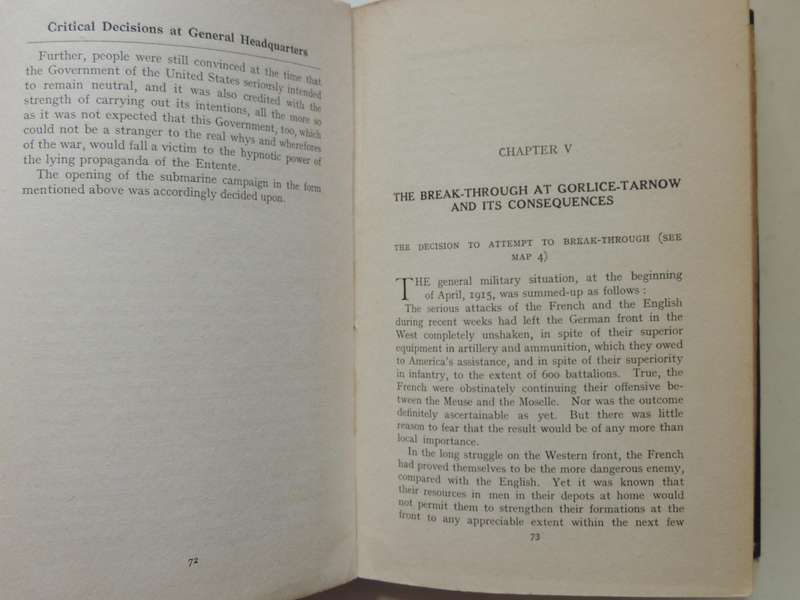 Critical Decisions at General Headquarters
Further, people were still convinced at the time that
the Government of the United States seriously intended
to remain neutral, and it was also credited with the
strength of carrying out its intentions, all the more so
as it was not expected that this Government, too, which
could not be a stranger to the real whys and wherefores
of the war, would fall a victim to the hypnotic power of
the lying propaganda of the Entente.
The opening of the submarine campaign in the form
mentioned above was accordingly decided upon.
72
CHAPTER V
THE BREAK-THROUGH AT GORLICE-TARNOW
AND ITS CONSEQUENCES
THE DECISION TO ATTEMPT TO BREAK-THROUGH (SEE
MAP 4)
THE general military situation, at the beginning
of April, 1915, was summed-up as follows :
The serious attacks of the French and the English
during recent weeks had left the German front in the
West completely unshaken, in spite of their superior
equipment in artillery and ammunition, which they owed
to America's assistance, and in spite of their superiority
in infantry, to the extent of 600 battalions. True, the
French were obstinately continuing their offensive be-
tween the Meuse and the Moselle. Nor was the outcome
definitely ascertainable as yet. But there was little
reason to fear that the result would be of any more than
local importance.
In the long struggle on the Western front, the French
had proved themselves to be the more dangerous enemy,
compared with the English. Yet it was known that
their resources in men in their depots at home would
not permit them to strengthen their formations at the
front to any appreciable extent within the next few
73